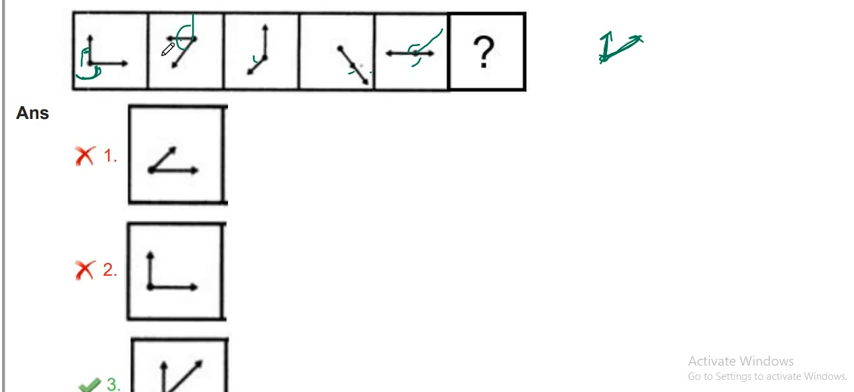 ?
Ans
1.
2.
3.
Activate Windows
Go to Settings to activate Windows.